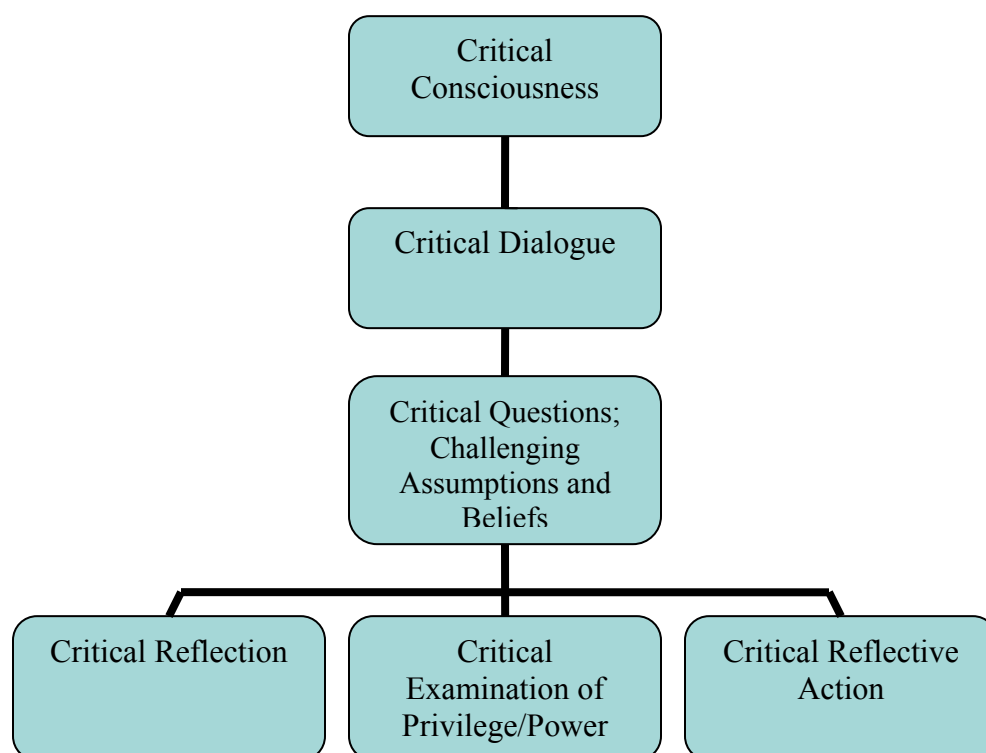 Critical
Consciousness
Critical Dialogue
Critical Questions;
Challenging
Assumptions and
Beliefs
Critical Reflection
Critical
Examination of
Privilege/Power
Critical Reflective
Action